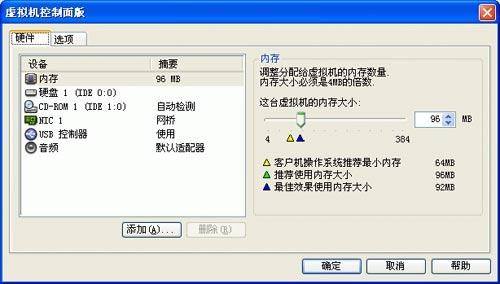 虚拟机控制面版
硬件 选项
设备 摘要
内存 96 MB
硬盘 1 (IDE 0:0)
CD-ROM 1 (IDE 1:0) 自动检测
NIC 1 网桥
USB 控制器 使用
音频 默认适配器
添加(A)... 删除(R)
内存
调整分配给虚拟机的内存数量.
内存大小必须是4MB的倍数.
这台虚拟机的内存大小:
96 MB
4 384
客户机操作系统推荐最小内存 64MB
推荐使用内存大小 96MB
最佳效果使用内存大小 92MB
确定 取消 帮助